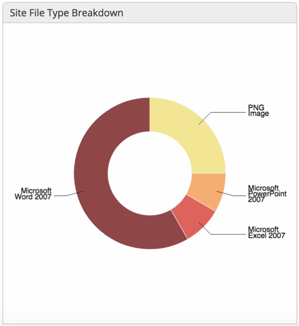 Site File Type Breakdown
PNG
Image
Microsoft
PowerPoint
2007
Microsoft
Excel 2007
Microsoft
Word 2007